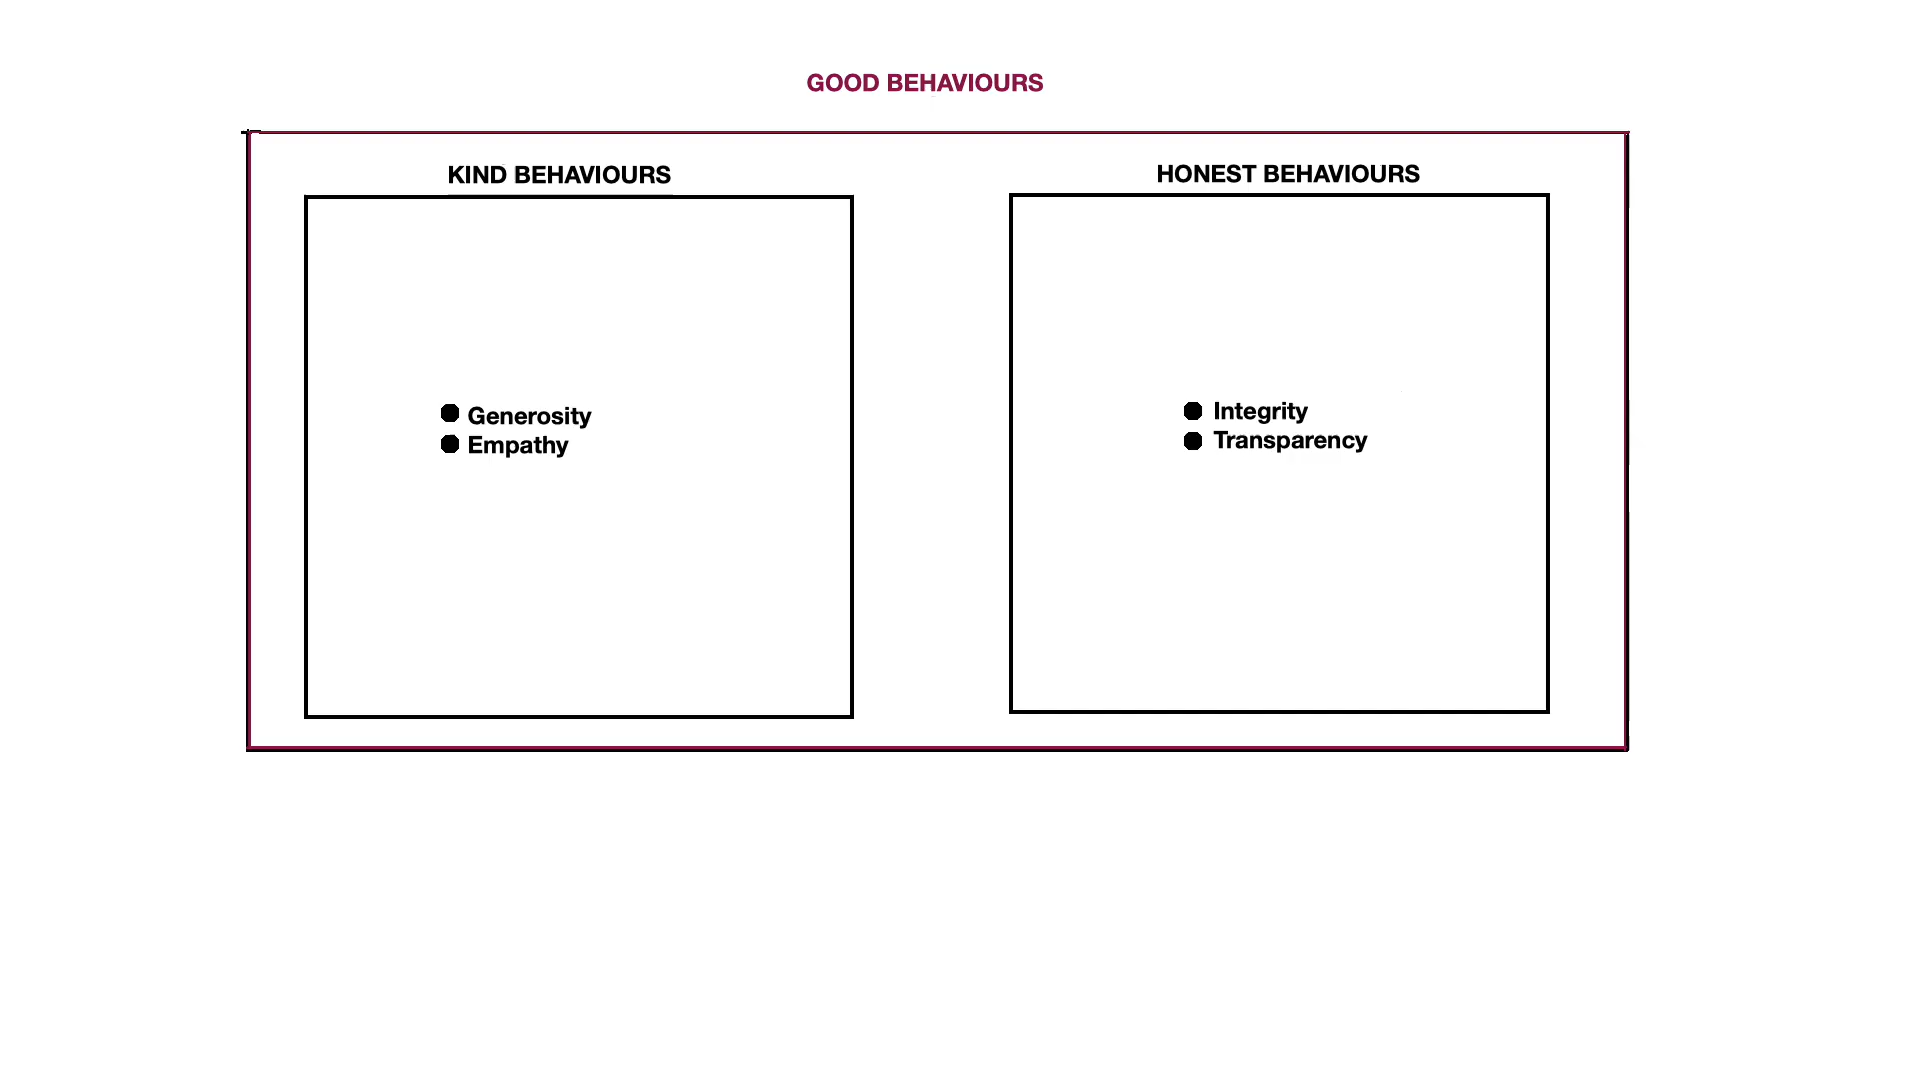 GOOD BEHAVIOURS
KIND BEHAVIOURS
Generosity
Empathy
HONEST BEHAVIOURS
Integrity
Transparency